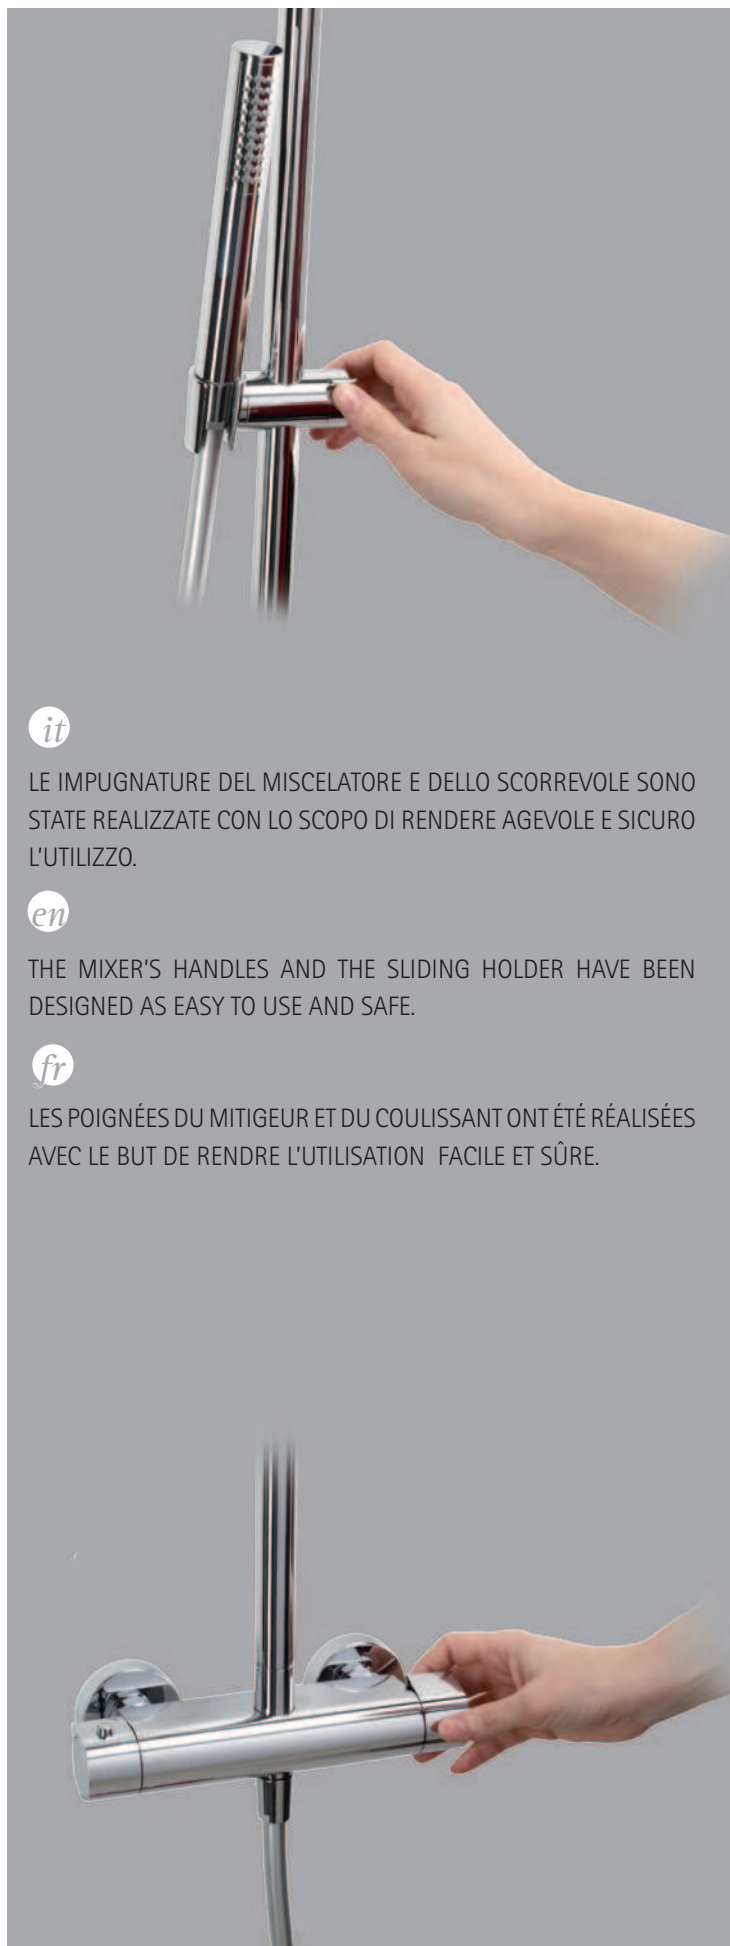 it
LE IMPUGNATURE DEL MISCELATORE E DELLO SCORREVOLE SONO
STATE REALIZZATE CON LO SCOPO DI RENDERE AGEVOLE E SICURO
L'UTILIZZO.
en
THE MIXER'S HANDLES AND THE SLIDING HOLDER HAVE BEEN
DESIGNED AS EASY TO USE AND SAFE.
fr
LES POIGNÉES DU MITIGEUR ET DU COULISSANT ONT ÉTÉ RÉALISÉES
AVEC LE BUT DE RENDRE L'UTILISATION FACILE ET SÛRE.